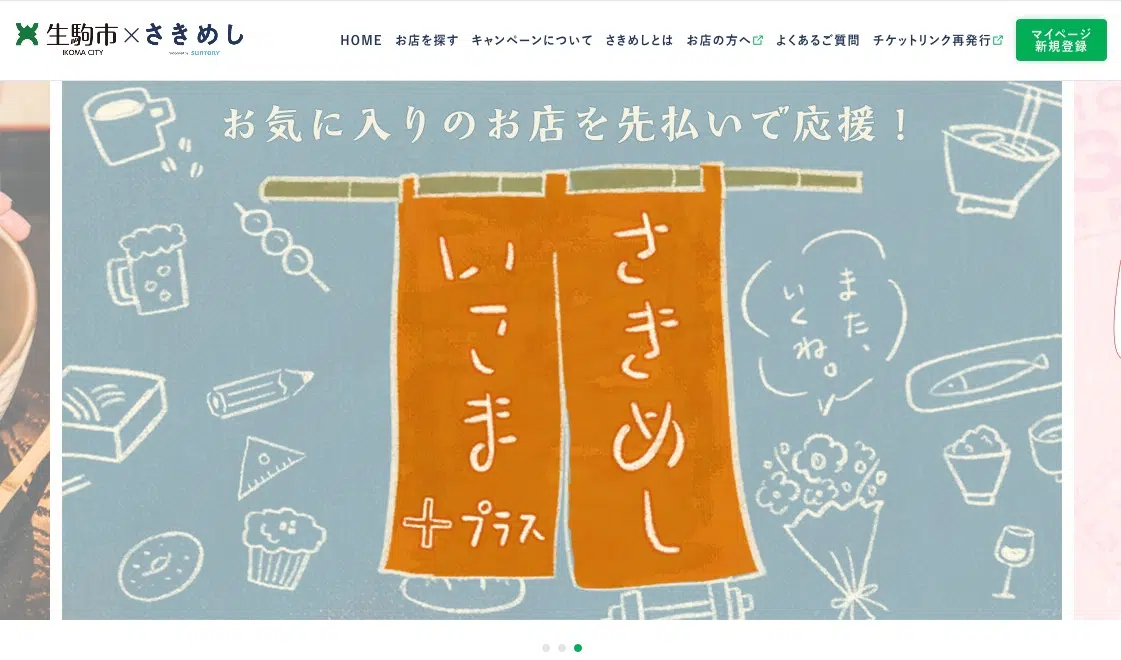 生駒市×さきめし
IKOMA CITY
SUNTORY
HOME お店を探す キャンペーンについて さきめしとは お店の方へ よくあるご質問 チケットリンク再発行
マイページ
新規登録
お気に入りのお店を先払いで応援！
さきめし
いこま
＋プラス
また、
いくね。